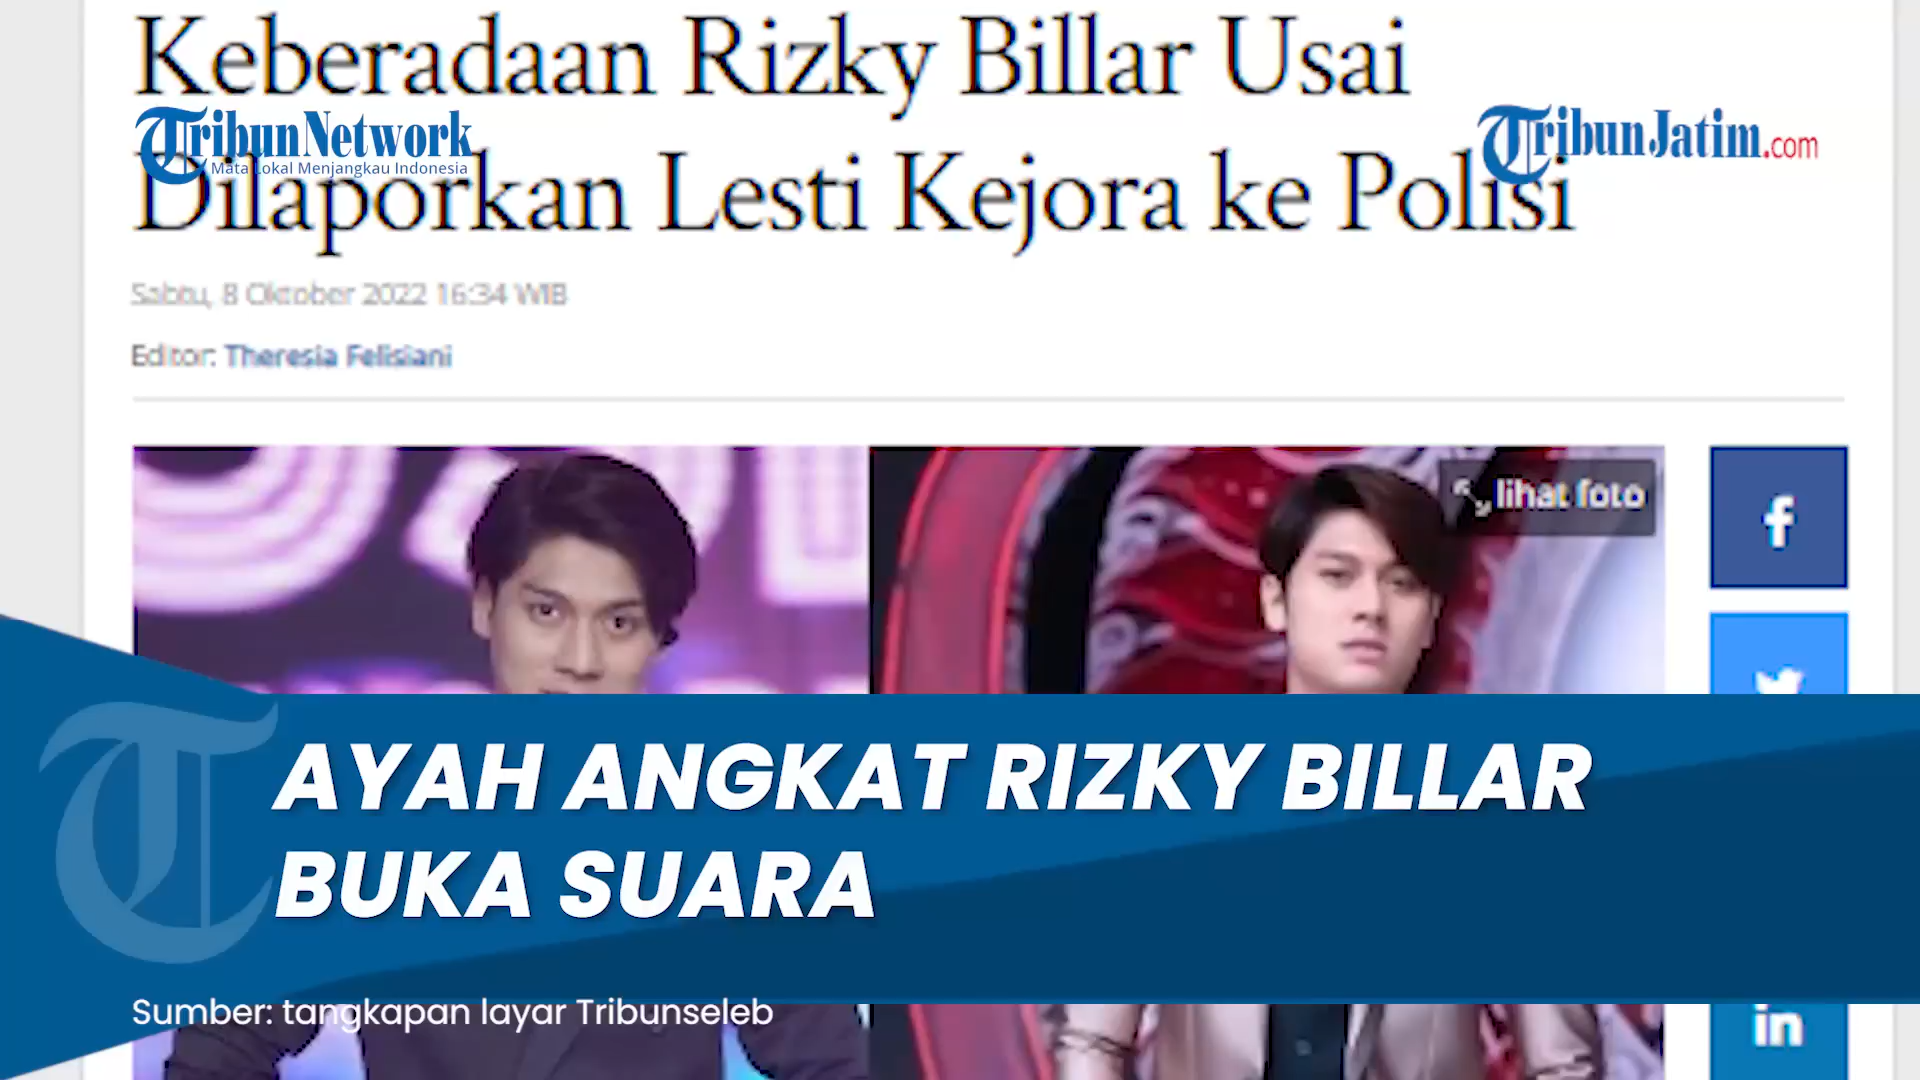 Keberadaan Rizky Billar Usai
TribunNetwork
Mata Lokal Menjangkau Indonesia
TribunJatim.com
Dilaporkan Lesti Kejora ke Polisi
Sabtu, 8 Oktober 2022 16:34 WIB
Editor: Theresia Felisiani
lihat foto
AYAH ANGKAT RIZKY BILLAR
BUKA SUARA
Sumber: tangkapan layar Tribunseleb